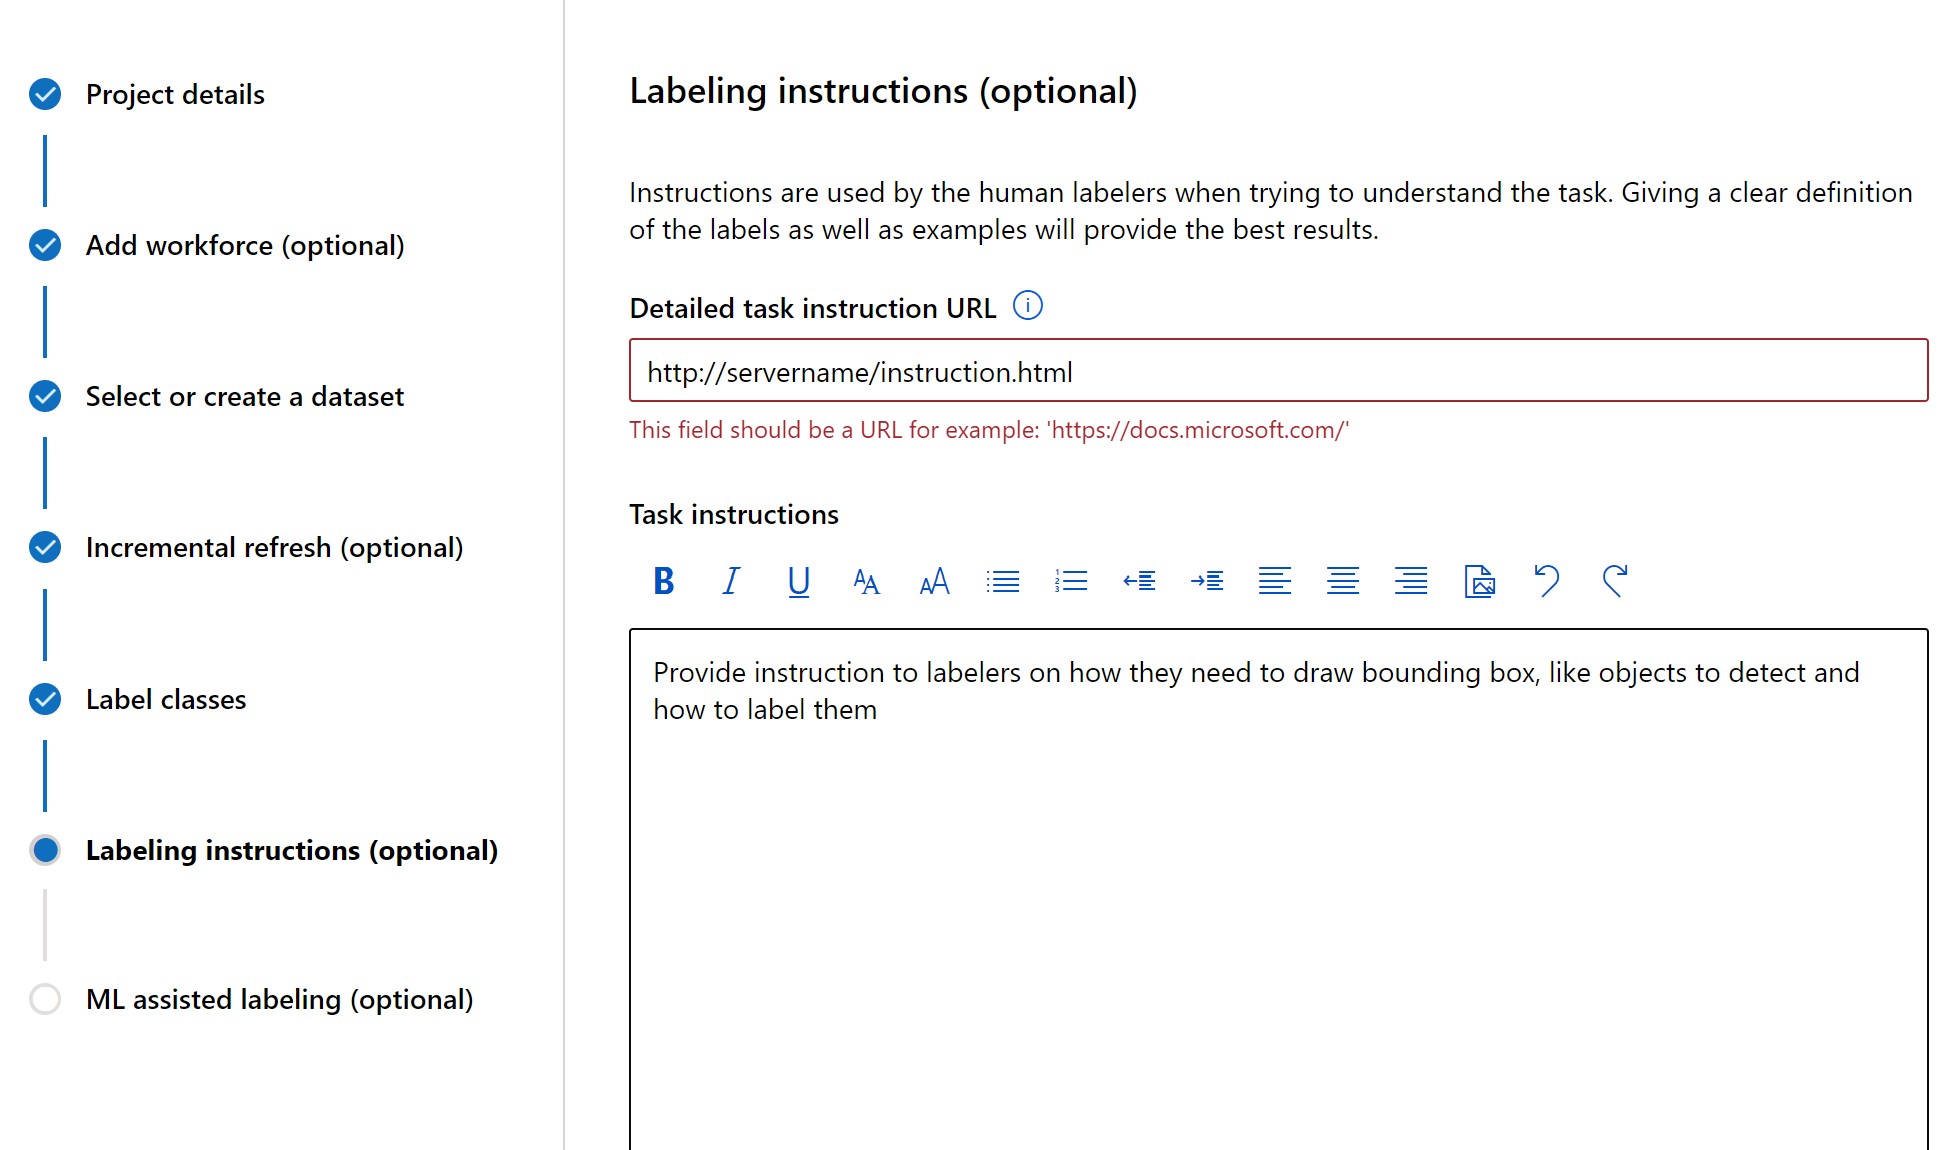 Project details
Add workforce (optional)
Select or create a dataset
Incremental refresh (optional)
Label classes
Labeling instructions (optional)
ML assisted labeling (optional)
Labeling instructions (optional)
Instructions are used by the human labelers when trying to understand the task. Giving a clear definition
of the labels as well as examples will provide the best results.
Detailed task instruction URL
http://servername/instruction.html
This field should be a URL for example: 'https://docs.microsoft.com/'
Task instructions
Provide instruction to labelers on how they need to draw bounding box, like objects to detect and
how to label them